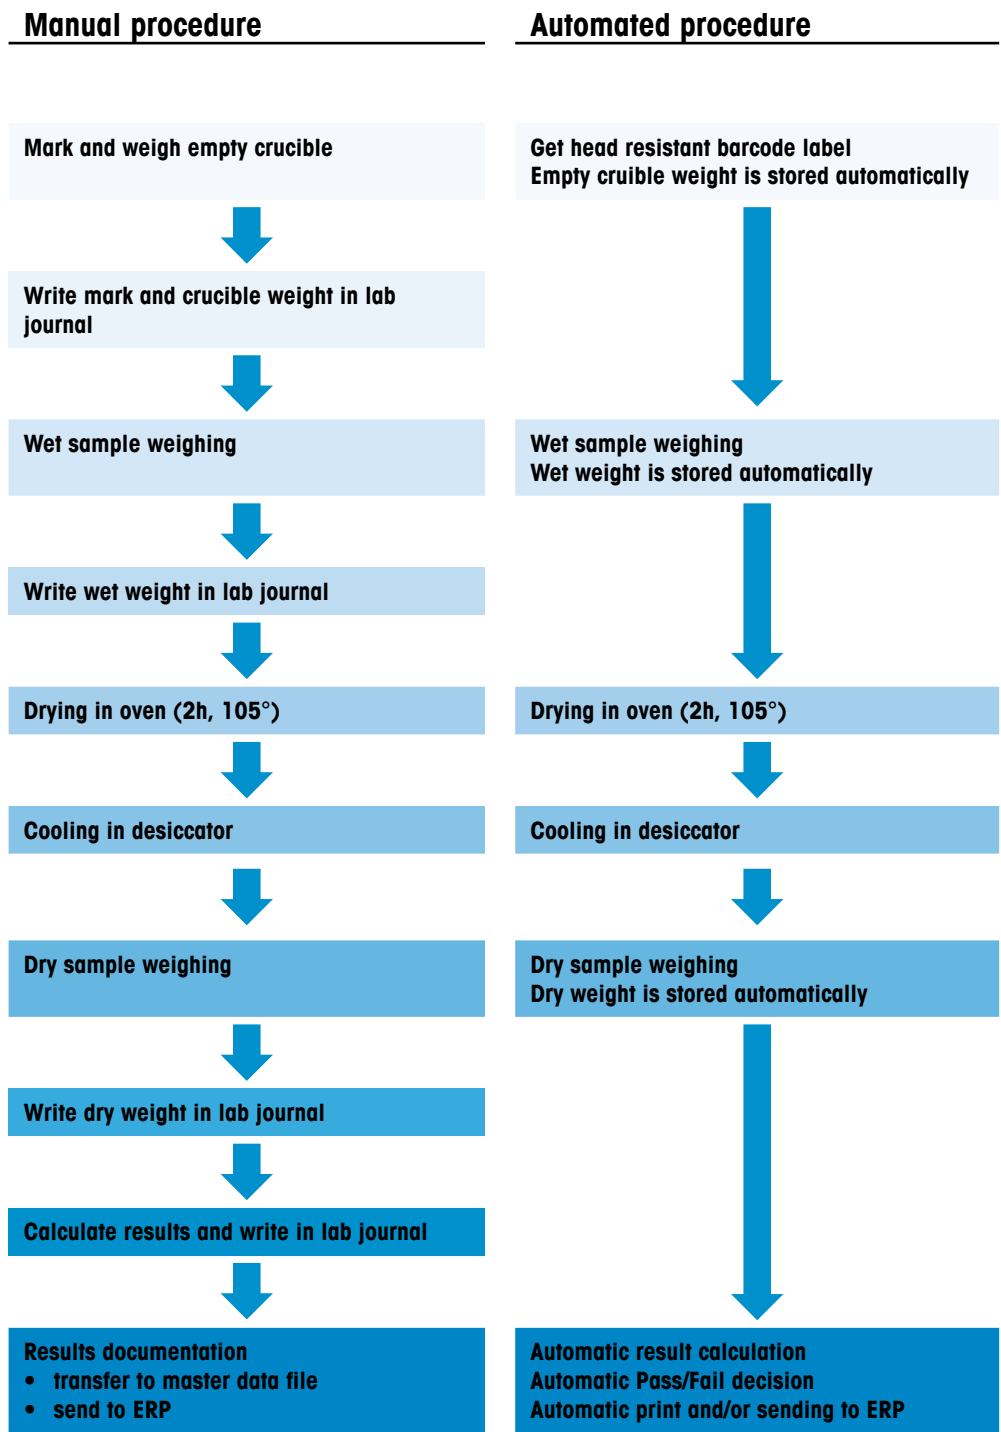 Manual procedure
Mark and weigh empty crucible
Write mark and crucible weight in lab
journal
Wet sample weighing
Write wet weight in lab journal
Drying in oven (2h, 105°)
Cooling in desiccator
Dry sample weighing
Write dry weight in lab journal
Calculate results and write in lab journal
Results documentation
• transfer to master data file
• send to ERP
Automated procedure
Get head resistant barcode label
Empty cruible weight is stored automatically
Wet sample weighing
Wet weight is stored automatically
Drying in oven (2h, 105°)
Cooling in desiccator
Dry sample weighing
Dry weight is stored automatically
Automatic result calculation
Automatic Pass/Fail decision
Automatic print and/or sending to ERP